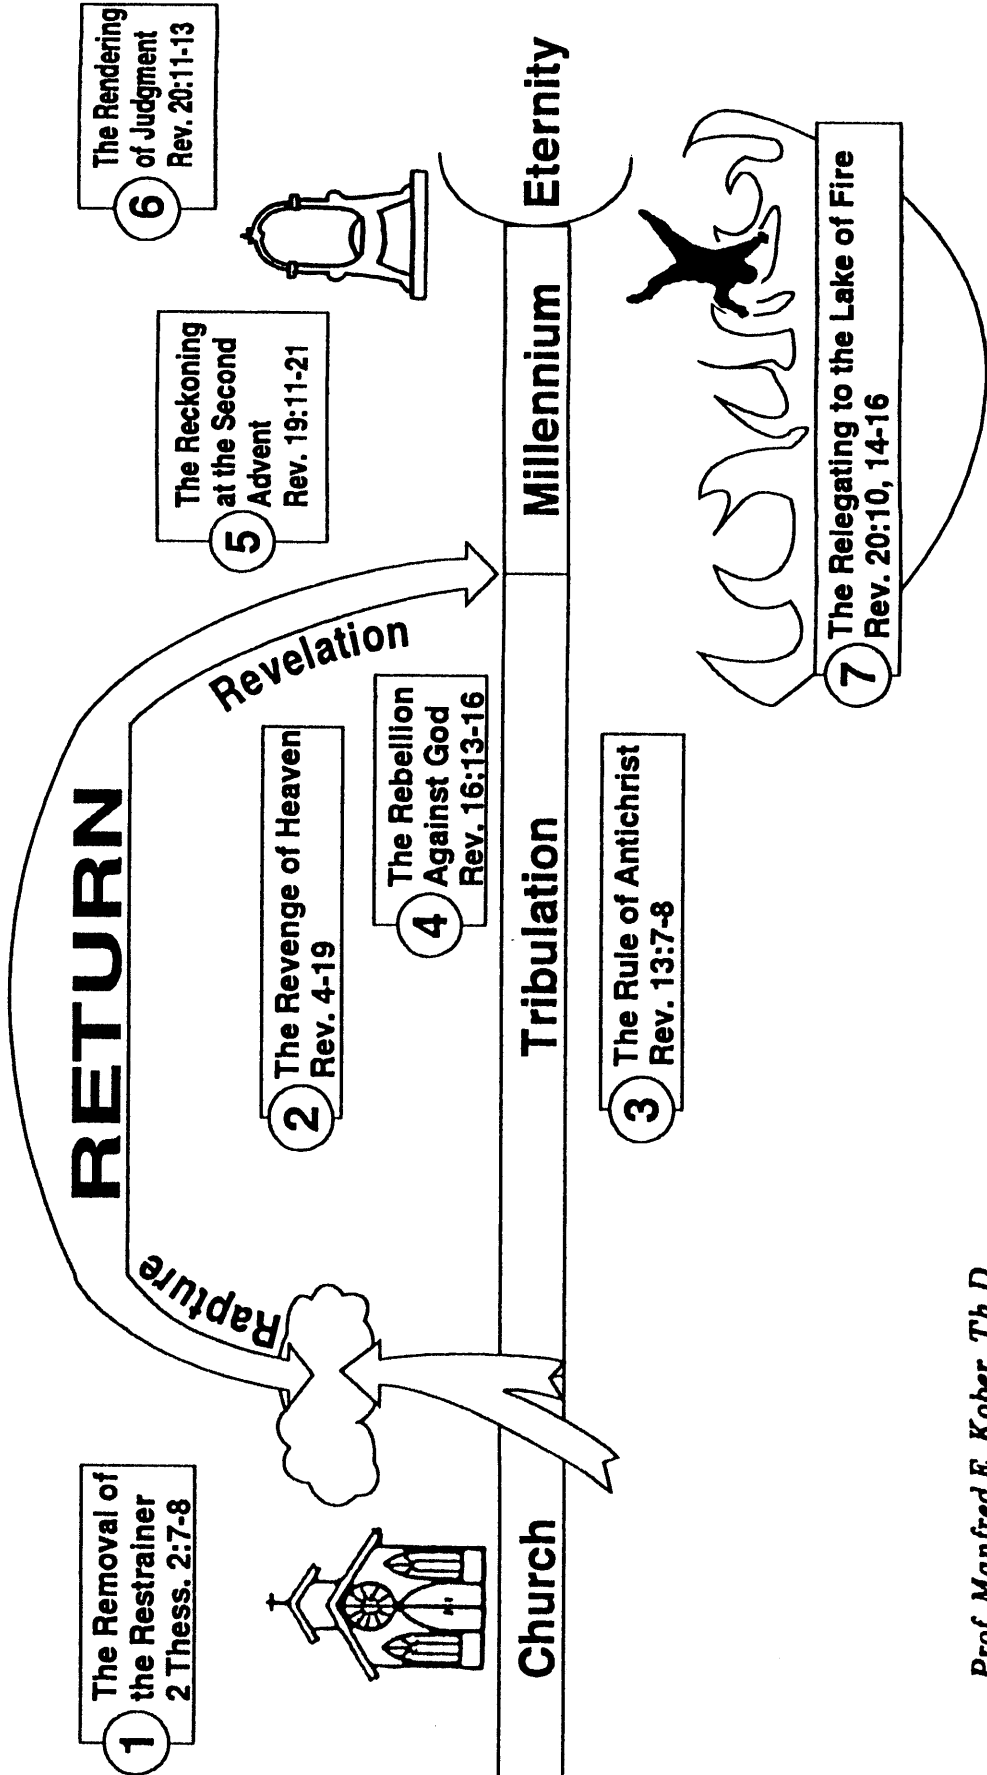 1
The Removal of
the Restrainer
2 Thess. 2:7-8
RETURN
Rapture
Revelation
2
The Revenge of Heaven
Rev. 4-19
4
The Rebellion
Against God
Rev. 16:13-16
5
The Reckoning
at the Second
Advent
Rev. 19:11-21
6
The Rendering
of Judgment
Rev. 20:11-13
Church
Tribulation
Millennium
Eternity
3
The Rule of Antichrist
Rev. 13:7-8
7
The Relegating to the Lake of Fire
Rev. 20:10, 14-16
Prof. Manfred E. Kober, Th.D.